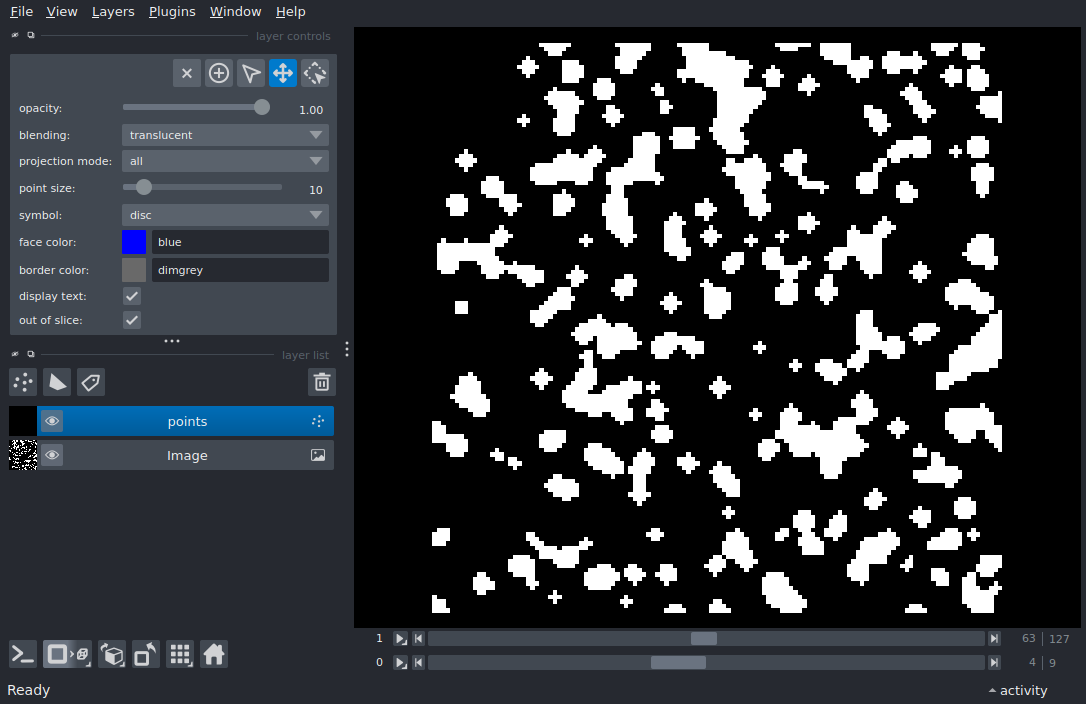 File View Layers Plugins Window Help
layer controls
opacity: 1.00
blending: translucent
projection mode: all
point size: 10
symbol: disc
face color: blue
border color: dimgrey
display text:
out of slice:
layer list
points
Image
1 63 127
0 4 9
Ready
activity